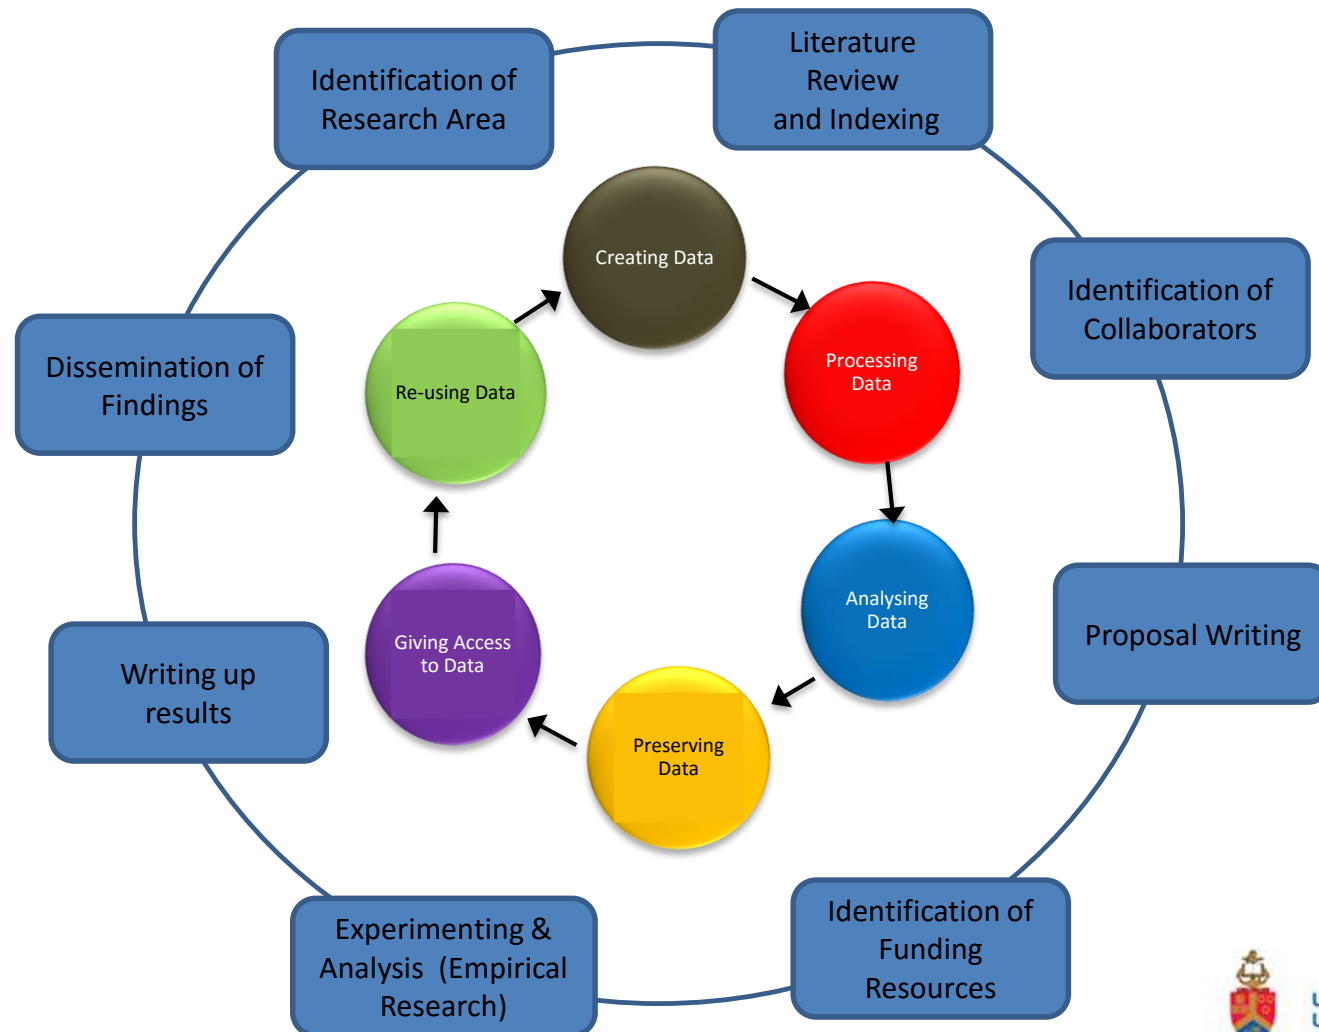 Identification of
Research Area
Literature
Review
and Indexing
Identification of
Collaborators
Proposal Writing
Identification of
Funding
Resources
Experimenting &
Analysis (Empirical
Research)
Writing up
results
Dissemination of
Findings
Creating Data
Processing
Data
Analysing
Data
Preserving
Data
Giving Access
to Data
Re-using Data